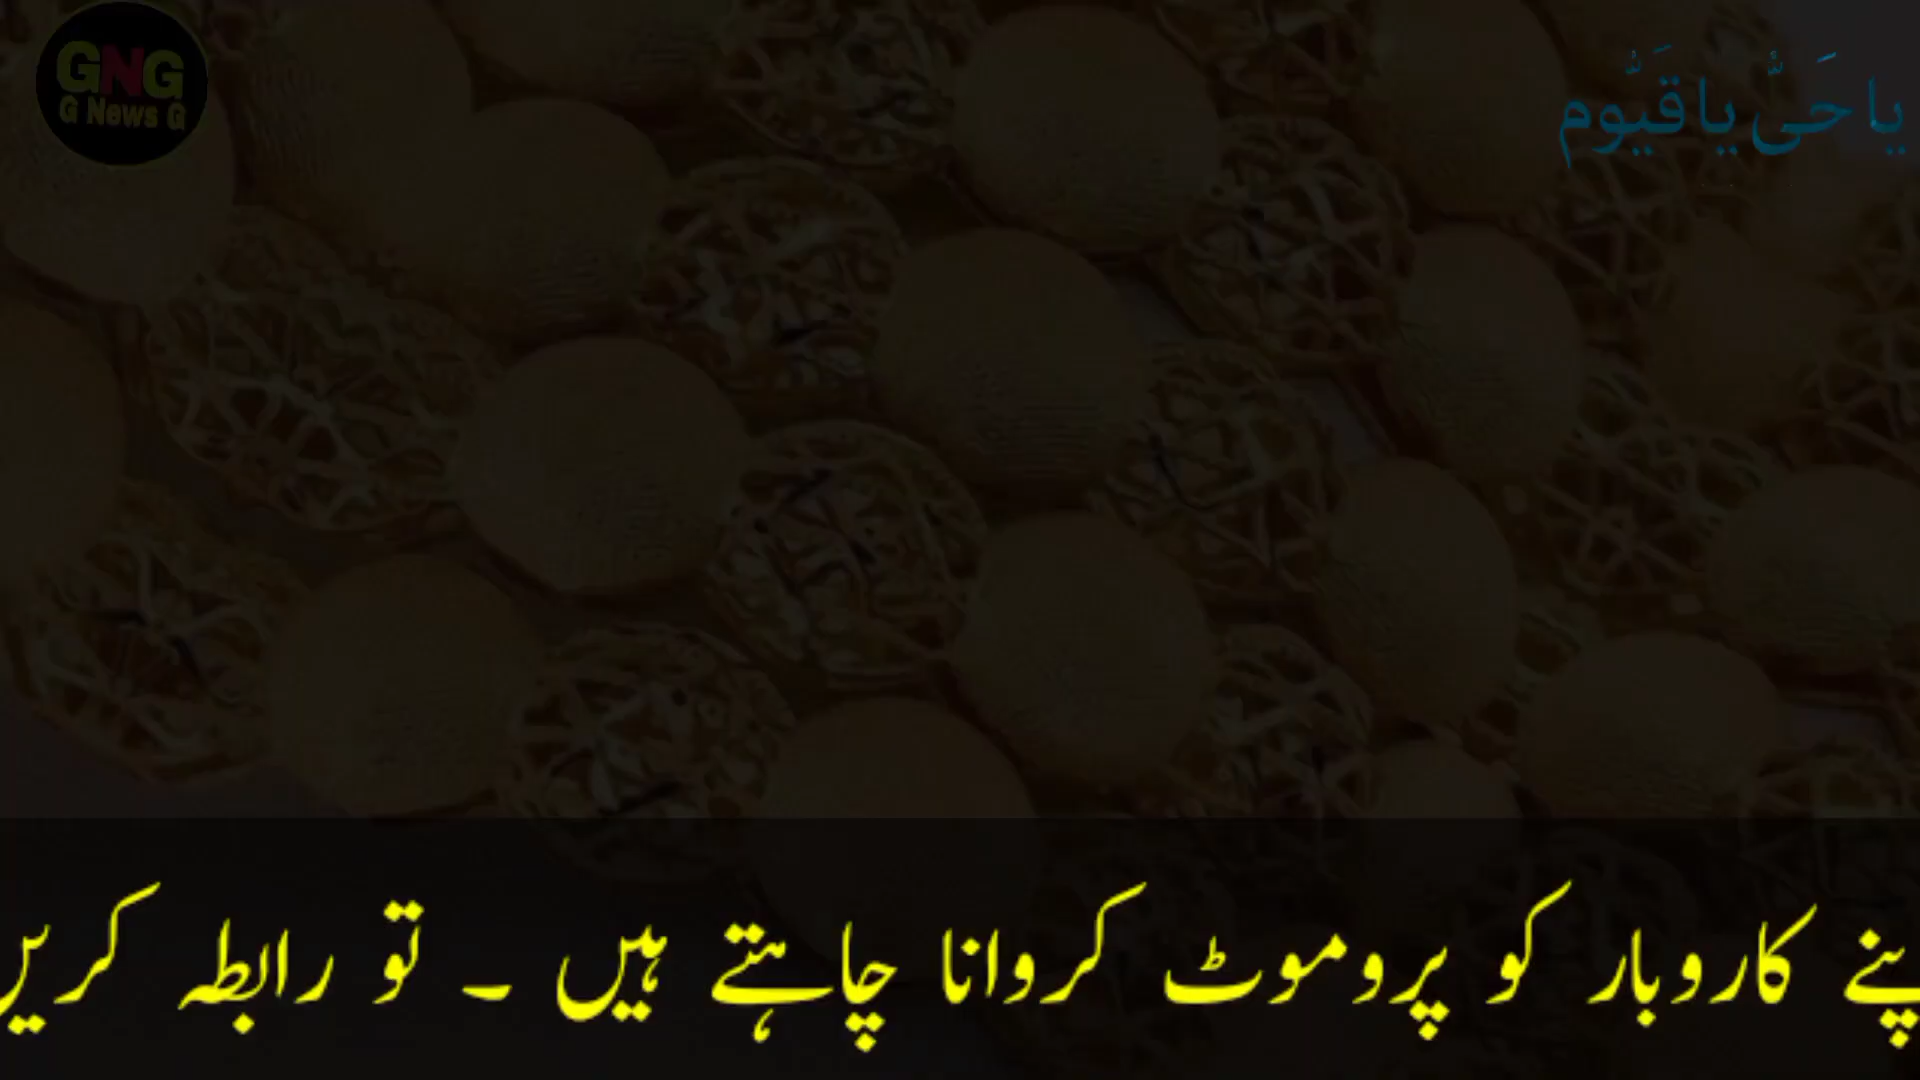 GNG
G News G
یا حَیُّ یا قَیُّوم
پنے کاروبار کو پروموٹ کروانا چاہتے ہیں ۔ تو رابطہ کریں